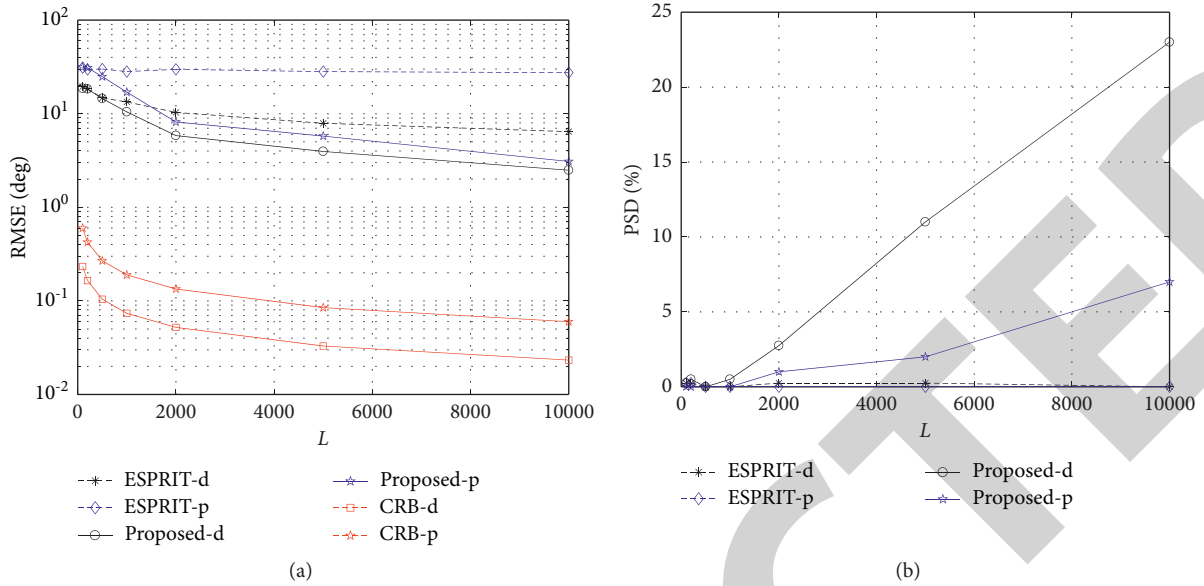 10^2
10^1
10^0
10^-1
10^-2
RMSE (deg)
0 2000 4000 6000 8000 10000
L
ESPRIT-d
ESPRIT-p
Proposed-d
Proposed-p
CRB-d
CRB-p
(a)
25
20
15
10
5
0
PSD (%)
0 2000 4000 6000 8000 10000
L
ESPRIT-d
ESPRIT-p
Proposed-d
Proposed-p
(b)
CTED